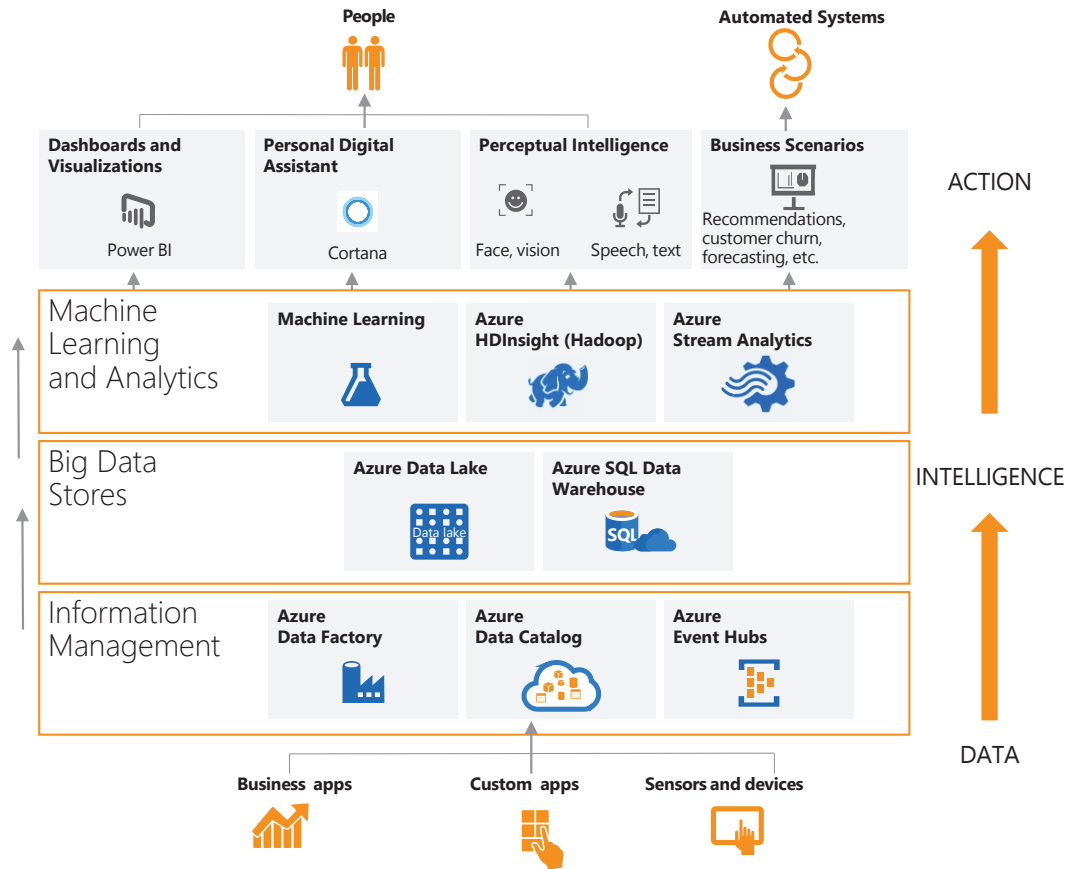 People
Automated Systems
Dashboards and
Visualizations
Power BI
Personal Digital
Assistant
Cortana
Perceptual Intelligence
Face, vision
Speech, text
Business Scenarios
Recommendations,
customer churn,
forecasting, etc.
ACTION
Machine
Learning
and Analytics
Machine Learning
Azure
HDInsight (Hadoop)
Azure
Stream Analytics
Big Data
Stores
Azure Data Lake
Data lake
Azure SQL Data
Warehouse
SQL
INTELLIGENCE
Information
Management
Azure
Data Factory
Azure
Data Catalog
Azure
Event Hubs
DATA
Business apps
Custom apps
Sensors and devices